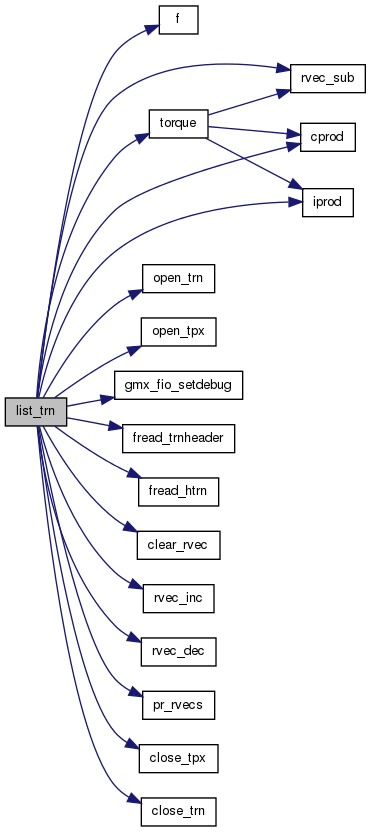 f
rvec_sub
torque
cprod
iprod
open_trn
open_tpx
gmx_fio_setdebug
list_trn
fread_trnheader
fread_htrn
clear_rvec
rvec_inc
rvec_dec
pr_rvecs
close_tpx
close_trn